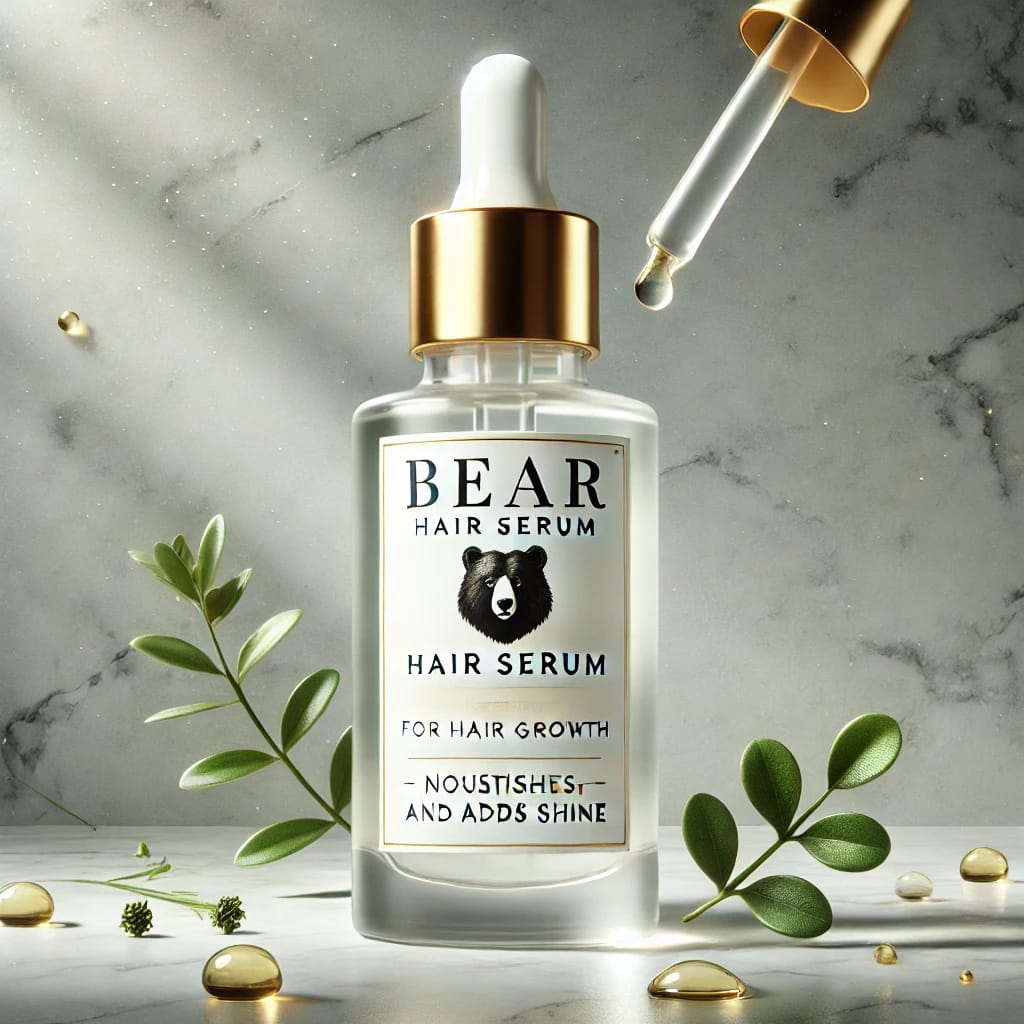 BEAR
HAIR SERUM
HAIR SERUM
FOR HAIR GROWTH
– NOUSTISHES, –
AND ADDS SHINE